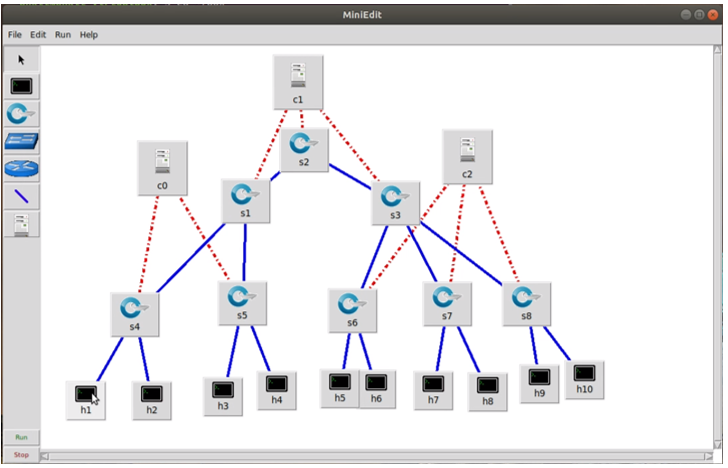 MiniEdit
File Edit Run Help
c1
s2
c0
c2
s1
s3
s4
s5
s6
s7
s8
h1
h2
h3
h4
h5
h6
h7
h8
h9
h10
Run
Stop